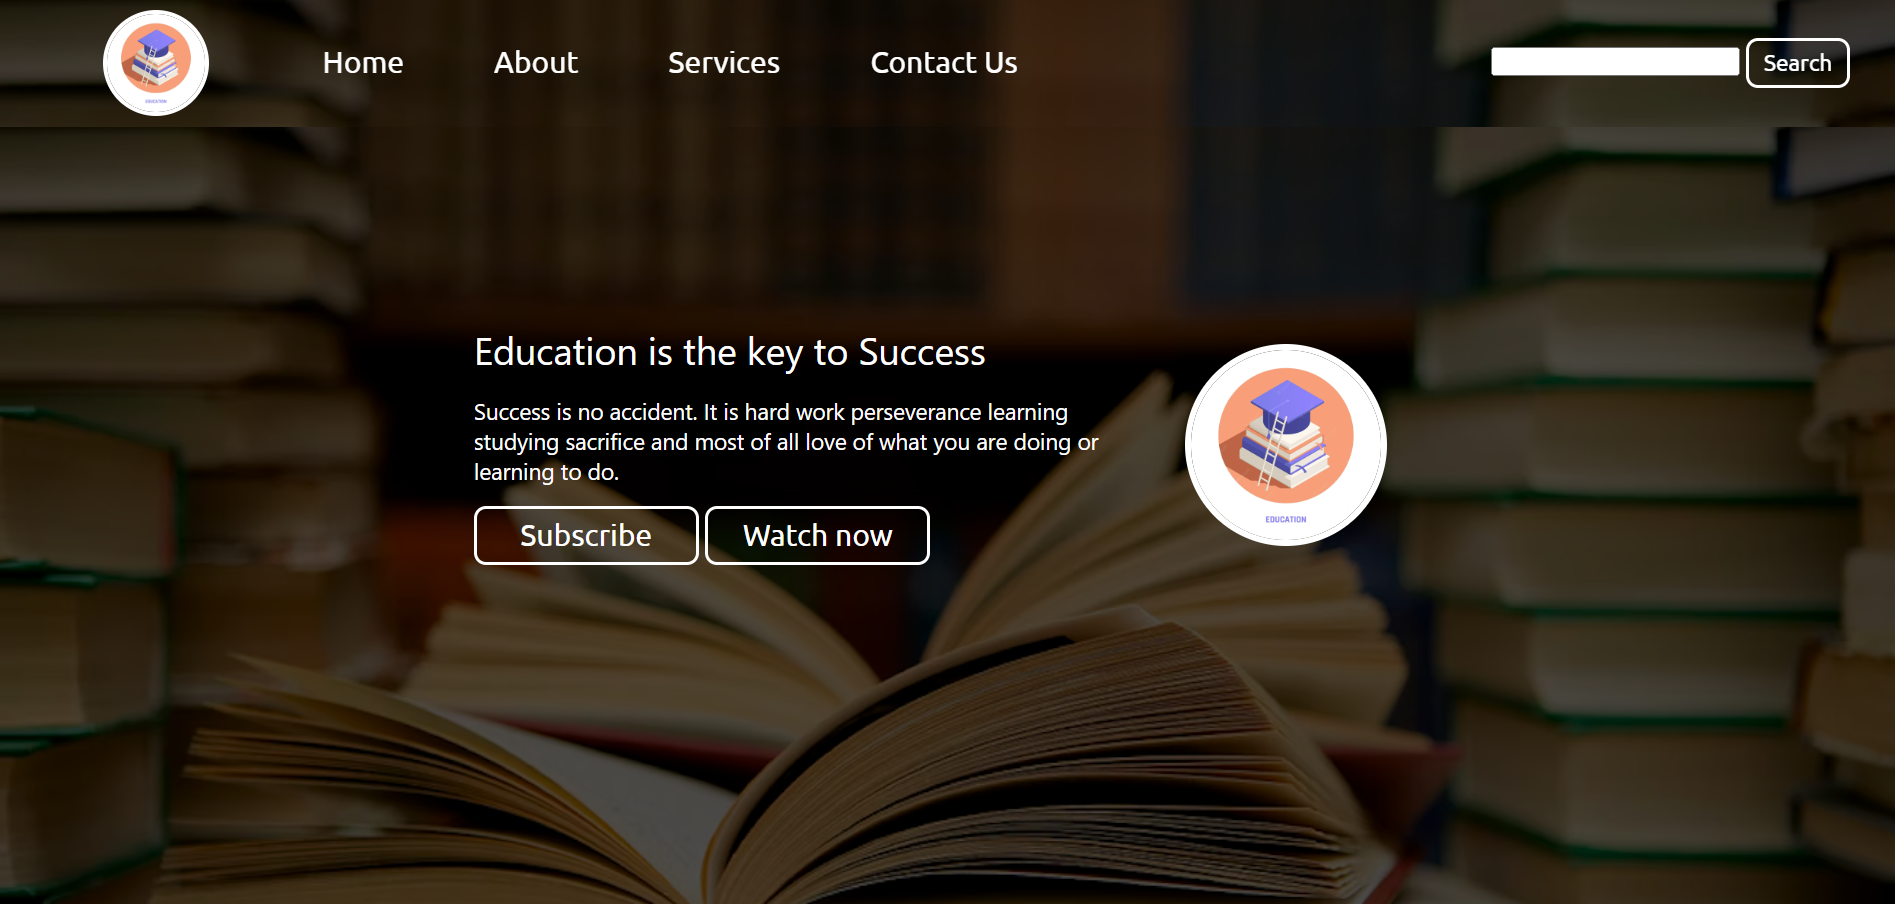 EDUCATION
Home
About
Services
Contact Us
Search
Education is the key to Success
Success is no accident. It is hard work perseverance learning
studying sacrifice and most of all love of what you are doing or
learning to do.
Subscribe
Watch now
EDUCATION